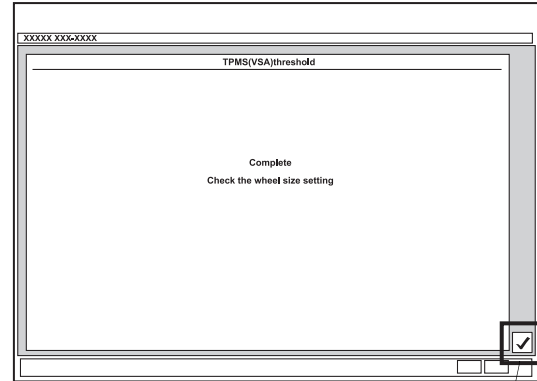 XXXXX XXX-XXXX
TPMS(VSA)threshold
Complete
Check the wheel size setting